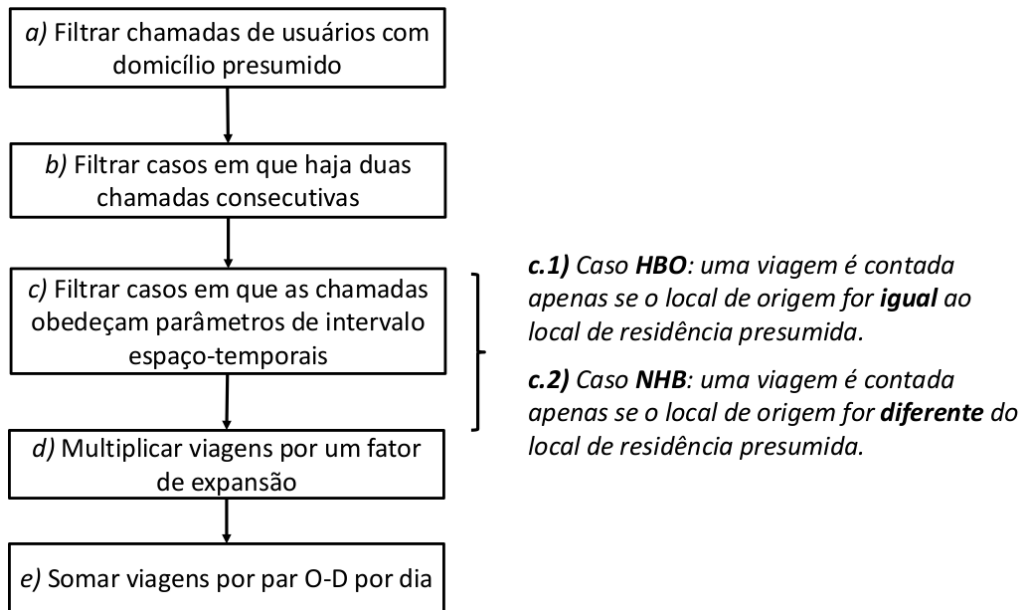 a) Filtrar chamadas de usuários com
domicílio presumido
b) Filtrar casos em que haja duas
chamadas consecutivas
c) Filtrar casos em que as chamadas
obedeçam parâmetros de intervalo
espaço-temporais
c.1) Caso HBO: uma viagem é contada
apenas se o local de origem for igual ao
local de residência presumida.
c.2) Caso NHB: uma viagem é contada
apenas se o local de origem for diferente do
local de residência presumida.
d) Multiplicar viagens por um fator
de expansão
e) Somar viagens por par O-D por dia